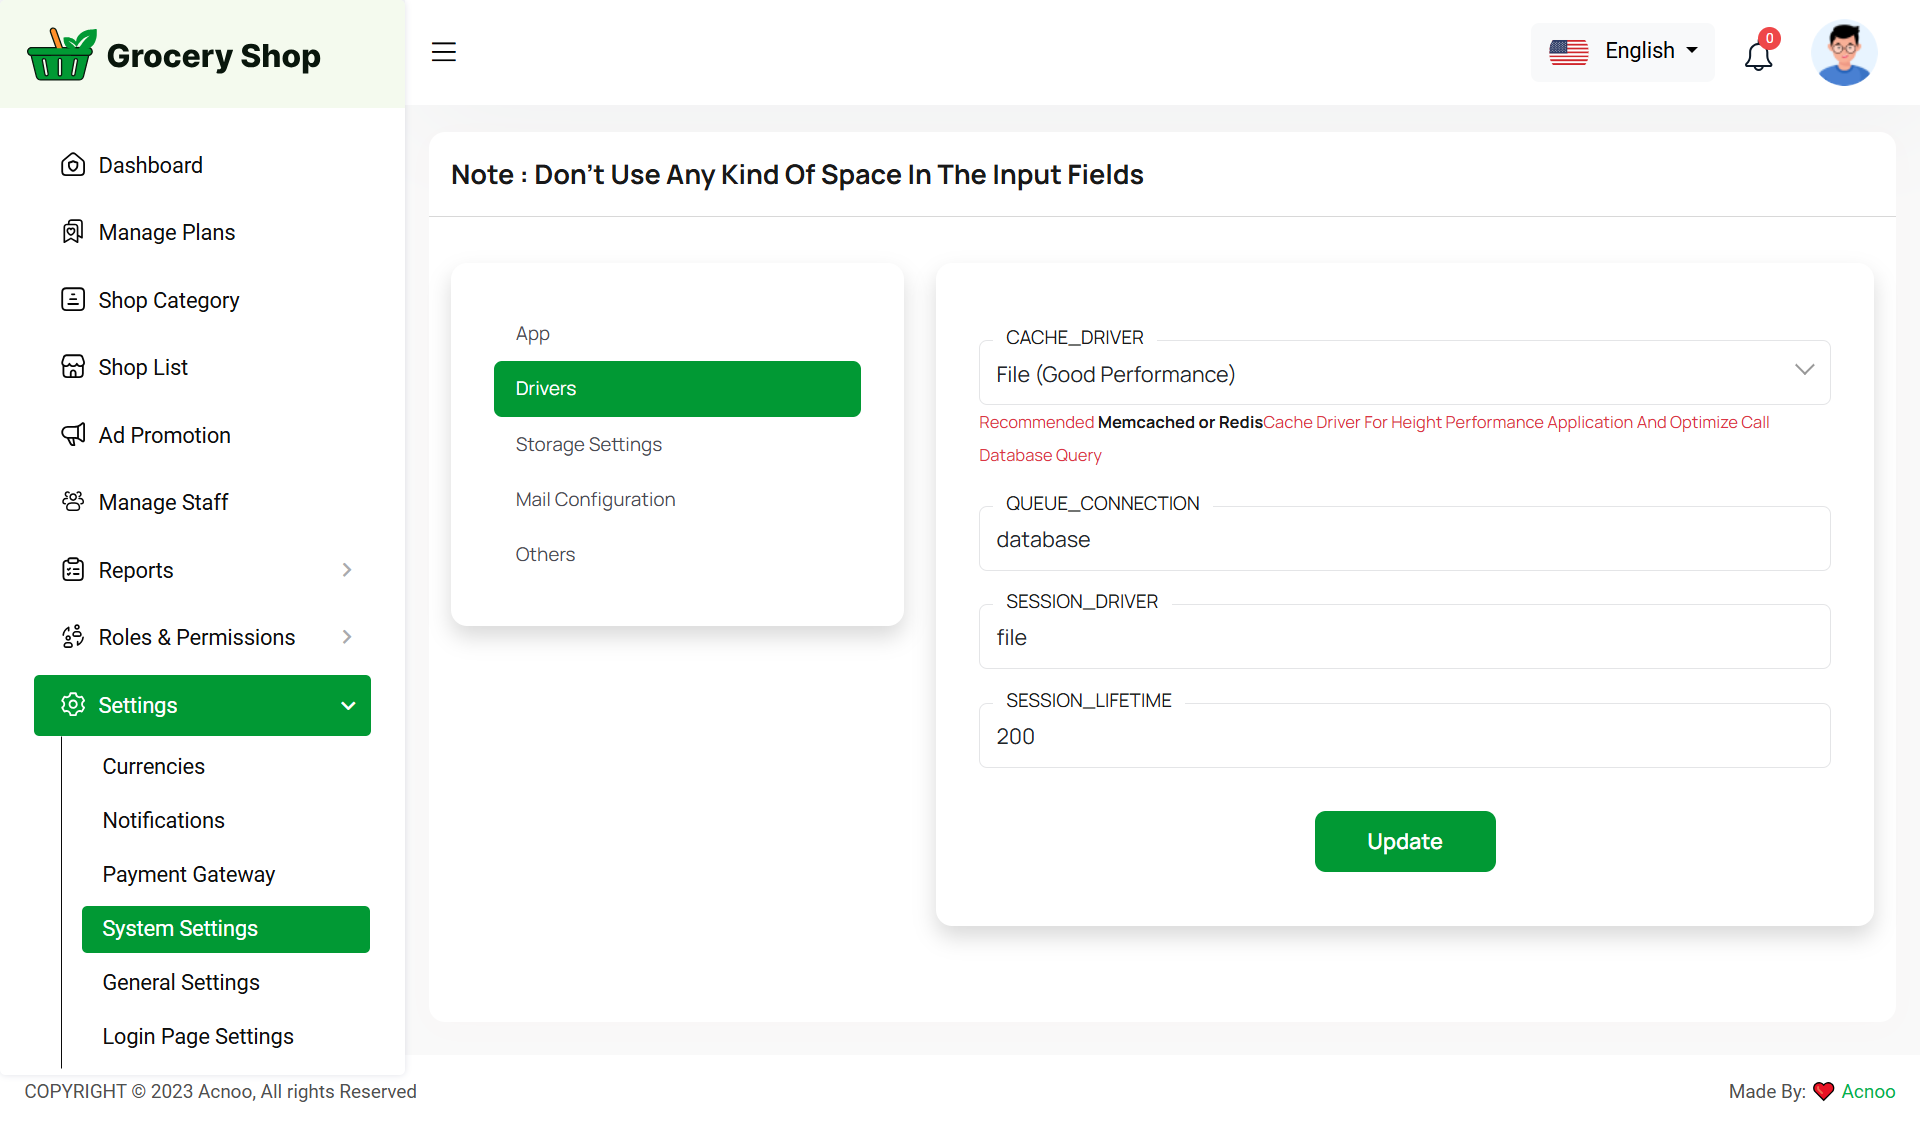 Grocery Shop
English
0
Dashboard
Manage Plans
Shop Category
Shop List
Ad Promotion
Manage Staff
Reports
Roles & Permissions
Settings
Currencies
Notifications
Payment Gateway
System Settings
General Settings
Login Page Settings
Note : Don't Use Any Kind Of Space In The Input Fields
App
Drivers
Storage Settings
Mail Configuration
Others
CACHE_DRIVER
File (Good Performance)
Recommended Memcached or RedisCache Driver For Height Performance Application And Optimize Call
Database Query
QUEUE_CONNECTION
database
SESSION_DRIVER
file
SESSION_LIFETIME
200
Update
COPYRIGHT © 2023 Acnoo, All rights Reserved
Made By: ❤️ Acnoo